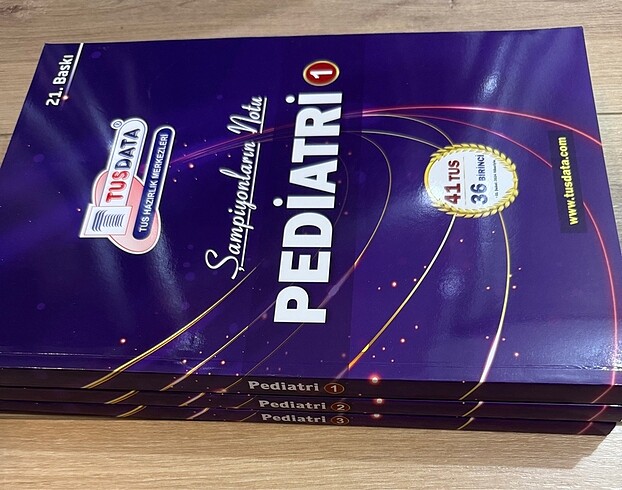 21. Baskı
TUSDATA®
TUS HAZIRLIK MERKEZLERİ
Şampiyonların Notu
PEDİATRİ 1
41 TUS
36 BİRİNCİ
www.tusdata.com
Pediatri 1
Pediatri 2
Pediatri 3